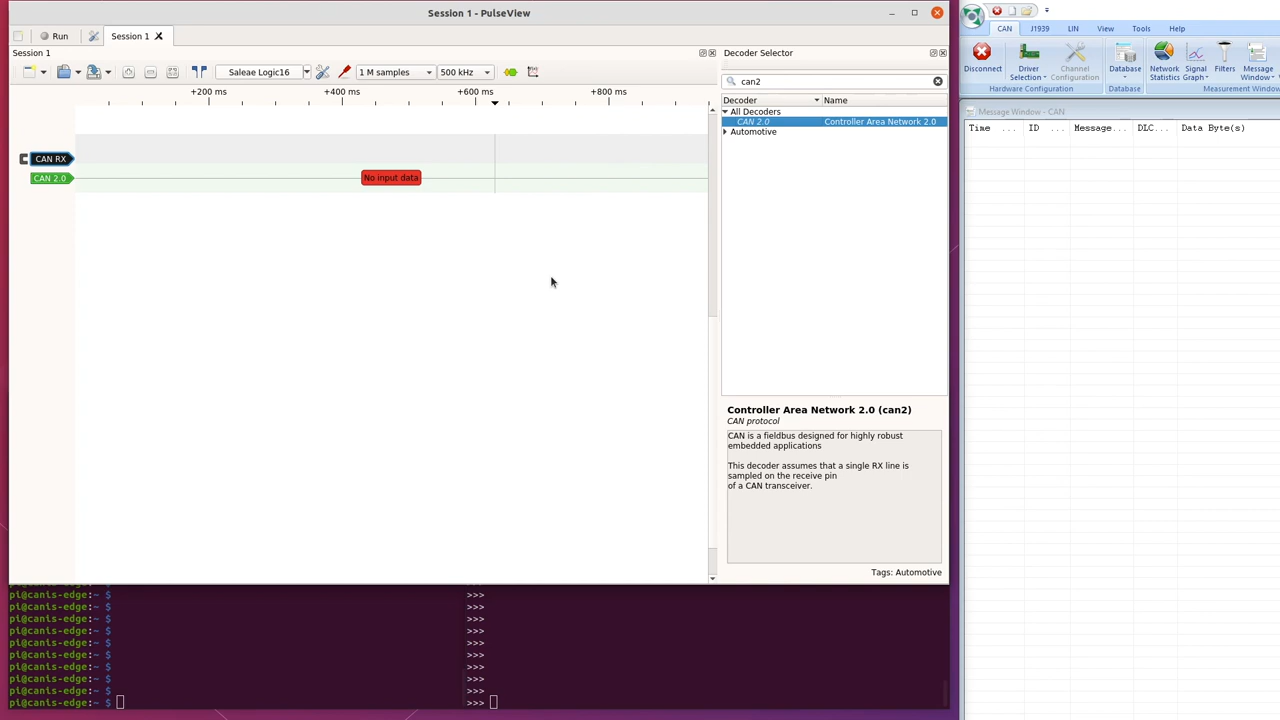 Session 1 - PulseView
Run
Session 1
Session 1
Saleae Logic16
1 M samples
500 kHz
+200 ms
+400 ms
+600 ms
+800 ms
CAN RX
CAN 2.0
No input data
Decoder Selector
can2
Decoder Name
All Decoders
CAN 2.0 Controller Area Network 2.0
Automotive
Controller Area Network 2.0 (can2)
CAN protocol
CAN is a fieldbus designed for highly robust
embedded applications
This decoder assumes that a single RX line is
sampled on the receive pin
of a CAN transceiver.
Tags: Automotive
pi@canis-edge:~ $
pi@canis-edge:~ $
pi@canis-edge:~ $
pi@canis-edge:~ $
pi@canis-edge:~ $
pi@canis-edge:~ $
pi@canis-edge:~ $
pi@canis-edge:~ $
pi@canis-edge:~ $
pi@canis-edge:~ $
>>>
>>>
>>>
>>>
>>>
>>>
>>>
>>>
>>>
>>>
CAN J1939 LIN View Tools Help
Disconnect
Driver
Selection
Channel
Configuration
Database
Network
Statistics
Signal
Graph
Filters
Message
Window
Hardware Configuration
Database
Measurement Window
Message Window - CAN
Time ... ID ... Message... DLC... Data Byte(s)